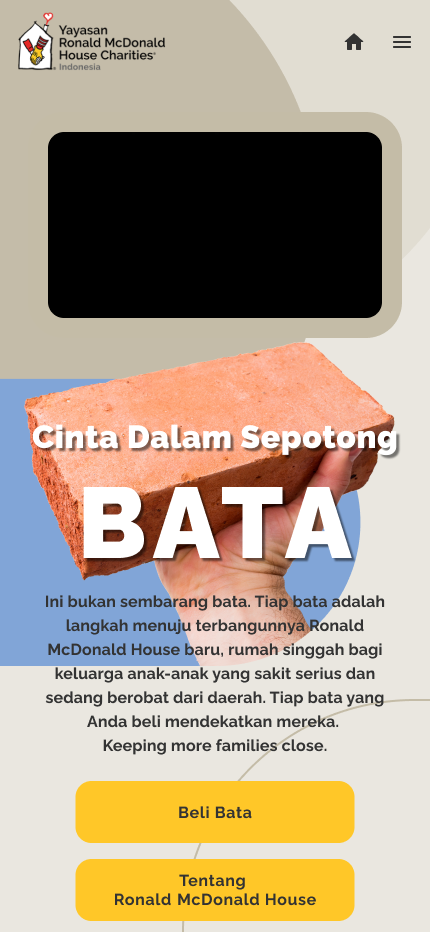 Yayasan
Ronald McDonald
House Charities®
Indonesia
Cinta Dalam Sepotong
BATA
Ini bukan sembarang bata. Tiap bata adalah
langkah menuju terbangunnya Ronald
McDonald House baru, rumah singgah bagi
keluarga anak-anak yang sakit serius dan
sedang berobat dari daerah. Tiap bata yang
Anda beli mendekatkan mereka.
Keeping more families close.
Beli Bata
Tentang
Ronald McDonald House